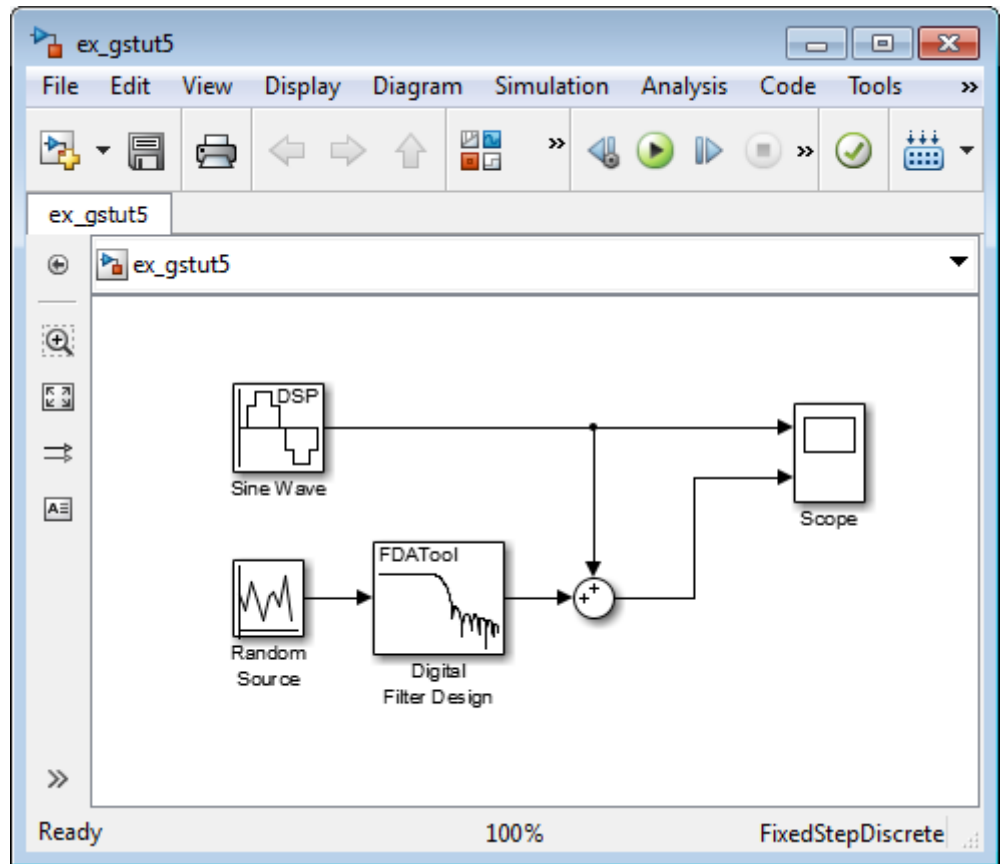 ex_gstut5
File Edit View Display Diagram Simulation Analysis Code Tools »
» »
ex_gstut5
ex_gstut5
DSP
Sine Wave
Scope
FDATool
+ +
Random
Source
Digital
Filter Design
A
»
Ready 100% FixedStepDiscrete